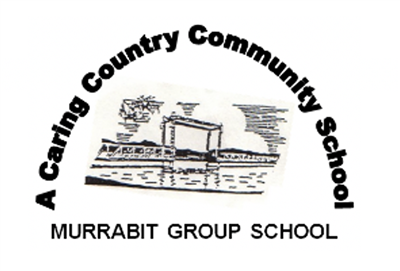 A Caring Country Community School
MURRABIT GROUP SCHOOL